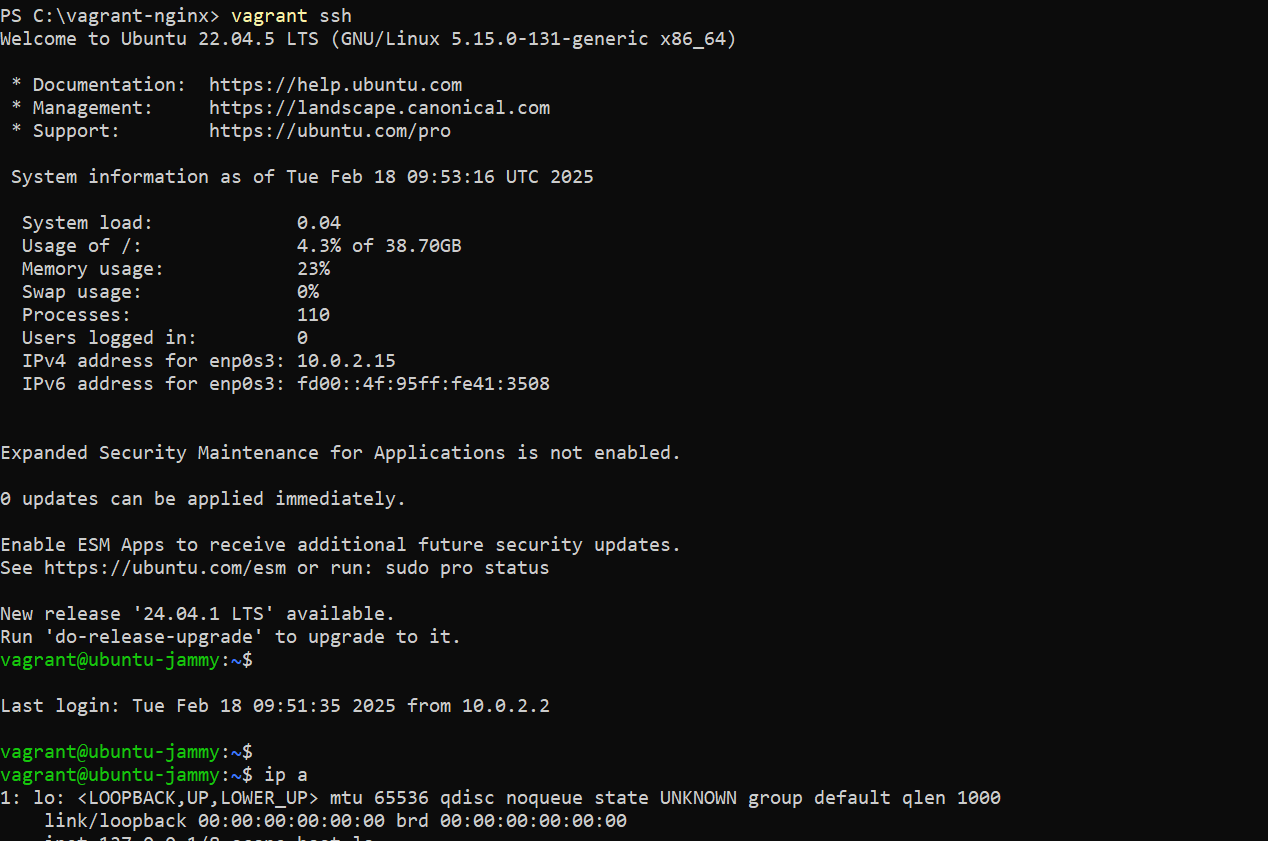 PS C:\vagrant-nginx> vagrant ssh
Welcome to Ubuntu 22.04.5 LTS (GNU/Linux 5.15.0-131-generic x86_64)
* Documentation: https://help.ubuntu.com
* Management: https://landscape.canonical.com
* Support: https://ubuntu.com/pro
System information as of Tue Feb 18 09:53:16 UTC 2025
System load: 0.04
Usage of /: 4.3% of 38.70GB
Memory usage: 23%
Swap usage: 0%
Processes: 110
Users logged in: 0
IPv4 address for enp0s3: 10.0.2.15
IPv6 address for enp0s3: fd00::4f:95ff:fe41:3508
Expanded Security Maintenance for Applications is not enabled.
0 updates can be applied immediately.
Enable ESM Apps to receive additional future security updates.
See https://ubuntu.com/esm or run: sudo pro status
New release '24.04.1 LTS' available.
Run 'do-release-upgrade' to upgrade to it.
vagrant@ubuntu-jammy:~$
Last login: Tue Feb 18 09:51:35 2025 from 10.0.2.2
vagrant@ubuntu-jammy:~$
vagrant@ubuntu-jammy:~$ ip a
1: lo: <LOOPBACK,UP,LOWER_UP> mtu 65536 qdisc noqueue state UNKNOWN group default qlen 1000
link/loopback 00:00:00:00:00:00 brd 00:00:00:00:00:00